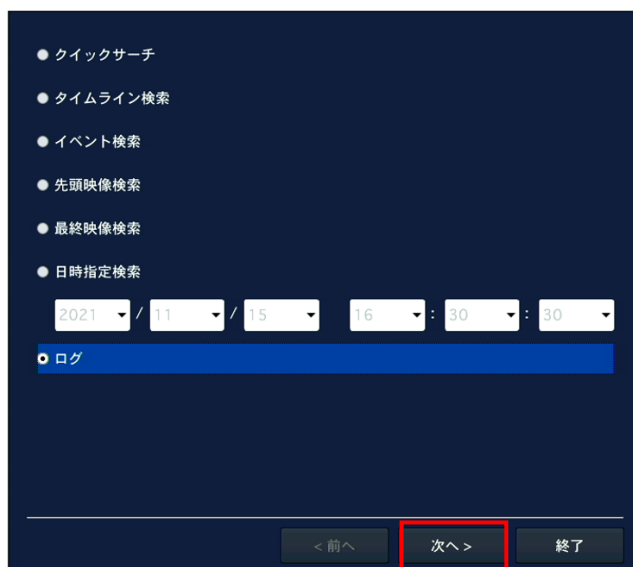 クイックサーチ
タイムライン検索
イベント検索
先頭映像検索
最終映像検索
日時指定検索
2021 / 11 / 15 16 : 30 : 30
ログ
< 前へ 次へ > 終了